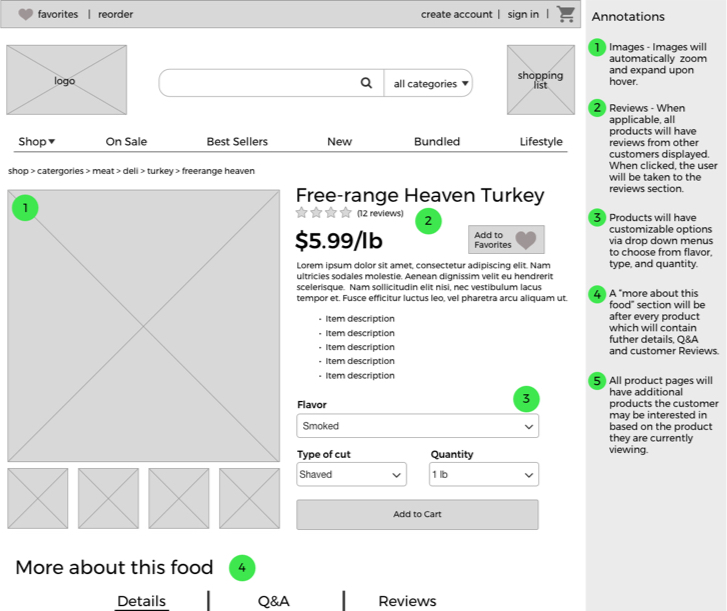 favorites | reorder
create account | sign in |
logo
all categories
shopping
list
Shop
On Sale
Best Sellers
New
Bundled
Lifestyle
shop > catergories > meat > deli > turkey > freerange heaven
1
Free-range Heaven Turkey
(12 reviews)
2
$5.99/lb
Add to
Favorites
Lorem ipsum dolor sit amet, consectetur adipiscing elit. Nam
ultricies sodales molestie. Aenean dignissim velit eu hendrerit
scelerisque. Nam sollicitudin elit nisi, nec vestibulum lacus
tempor et. Fusce efficitur luctus leo, vel pharetra arcu aliquam ut.
- Item description
- Item description
- Item description
- Item description
- Item description
3
Flavor
Smoked
Type of cut
Quantity
Shaved
1 lb
Add to Cart
More about this food
4
Details
Q&A
Reviews
Annotations
1
Images - Images will
automatically zoom
and expand upon
hover.
2
Reviews - When
applicable, all
products will have
reviews from other
customers displayed.
When clicked, the user
will be taken to the
reviews section.
3
Products will have
customizable options
via drop down menus
to choose from flavor,
type, and quantity.
4
A "more about this
food" section will be
after every product
which will contain
futher details, Q&A
and customer Reviews.
5
All product pages will
have additional
products the customer
may be interested in
based on the product
they are currently
viewing.